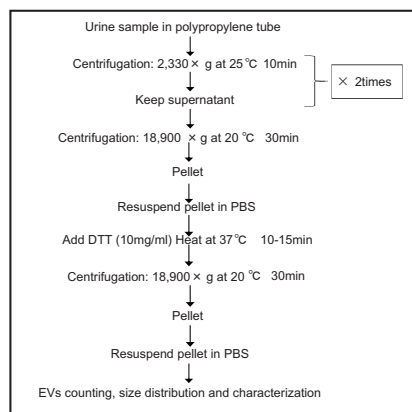 Urine sample in polypropylene tube
Centrifugation: 2,330× g at 25℃ 10min
× 2times
Keep supernatant
Centrifugation: 18,900 × g at 20 ℃ 30min
Pellet
Resuspend pellet in PBS
Add DTT (10mg/ml) Heat at 37℃ 10-15min
Centrifugation: 18,900× g at 20 ℃ 30min
Pellet
Resuspend pellet in PBS
EVs counting, size distribution and characterization